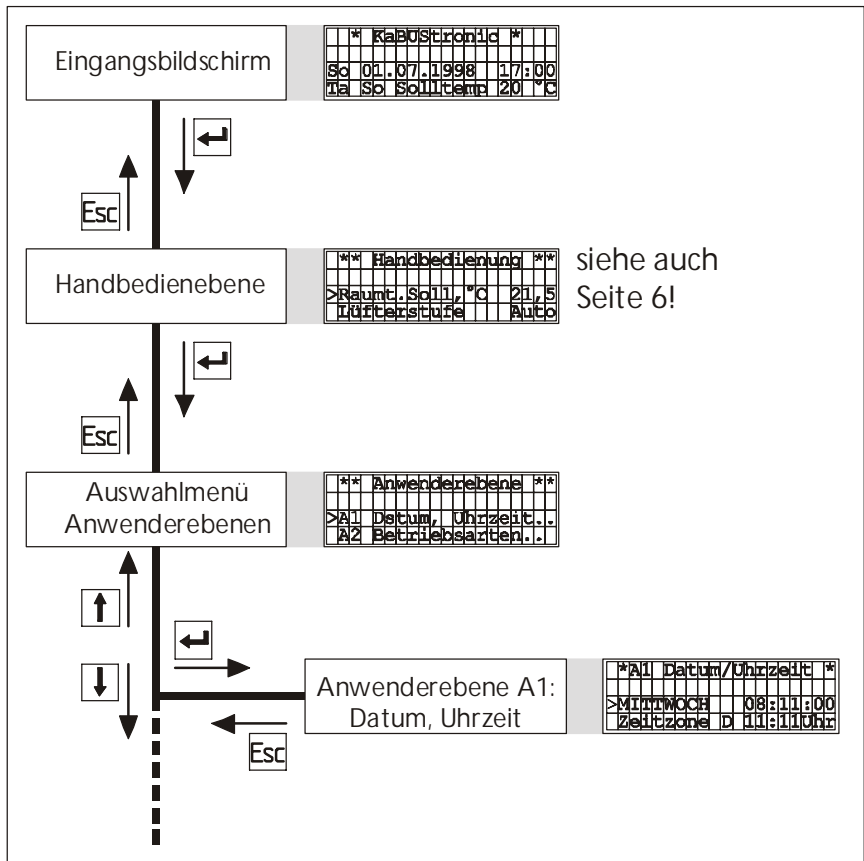 Eingangsbildschirm
* KaBUStronic *
So 01.07.1998 17:00
Ta So Solltemp 20 °C
Esc
Handbedienebene
** Handbedienung **
>Raumt.Soll,°C 21,5
Lüfterstufe Auto
siehe auch
Seite 6!
Esc
Auswahlmenü
Anwenderebenen
** Anwenderebene **
>A1 Dstum, Uhrzeit..
A2 Betriebsarten..
Anwenderebene A1:
Datum, Uhrzeit
*A1 Datum/Uhrzeit *
>MITTWOCH 08:11:00
Zeitzone D 11:11Uhr
Esc